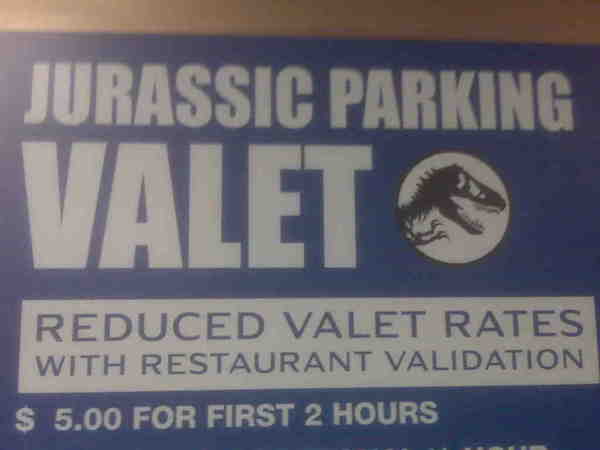 JURASSIC PARKING
VALET
REDUCED VALET RATES
WITH RESTAURANT VALIDATION
$ 5.00 FOR FIRST 2 HOURS